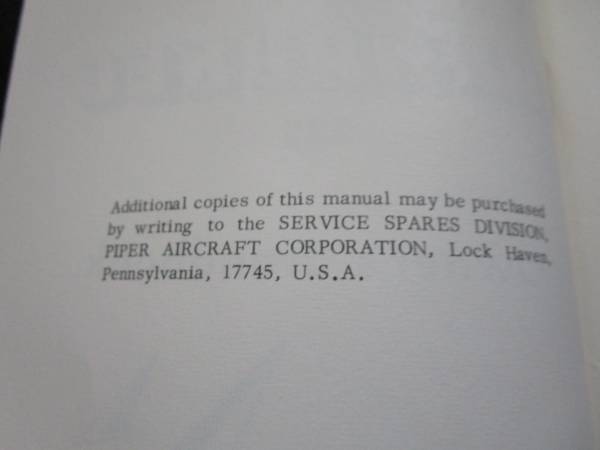 Additional copies of this manual may be purchased
by writing to the SERVICE SPARES DIVISION,
PIPER AIRCRAFT CORPORATION, Lock Haven,
Pennsylvania, 17745, U.S.A.